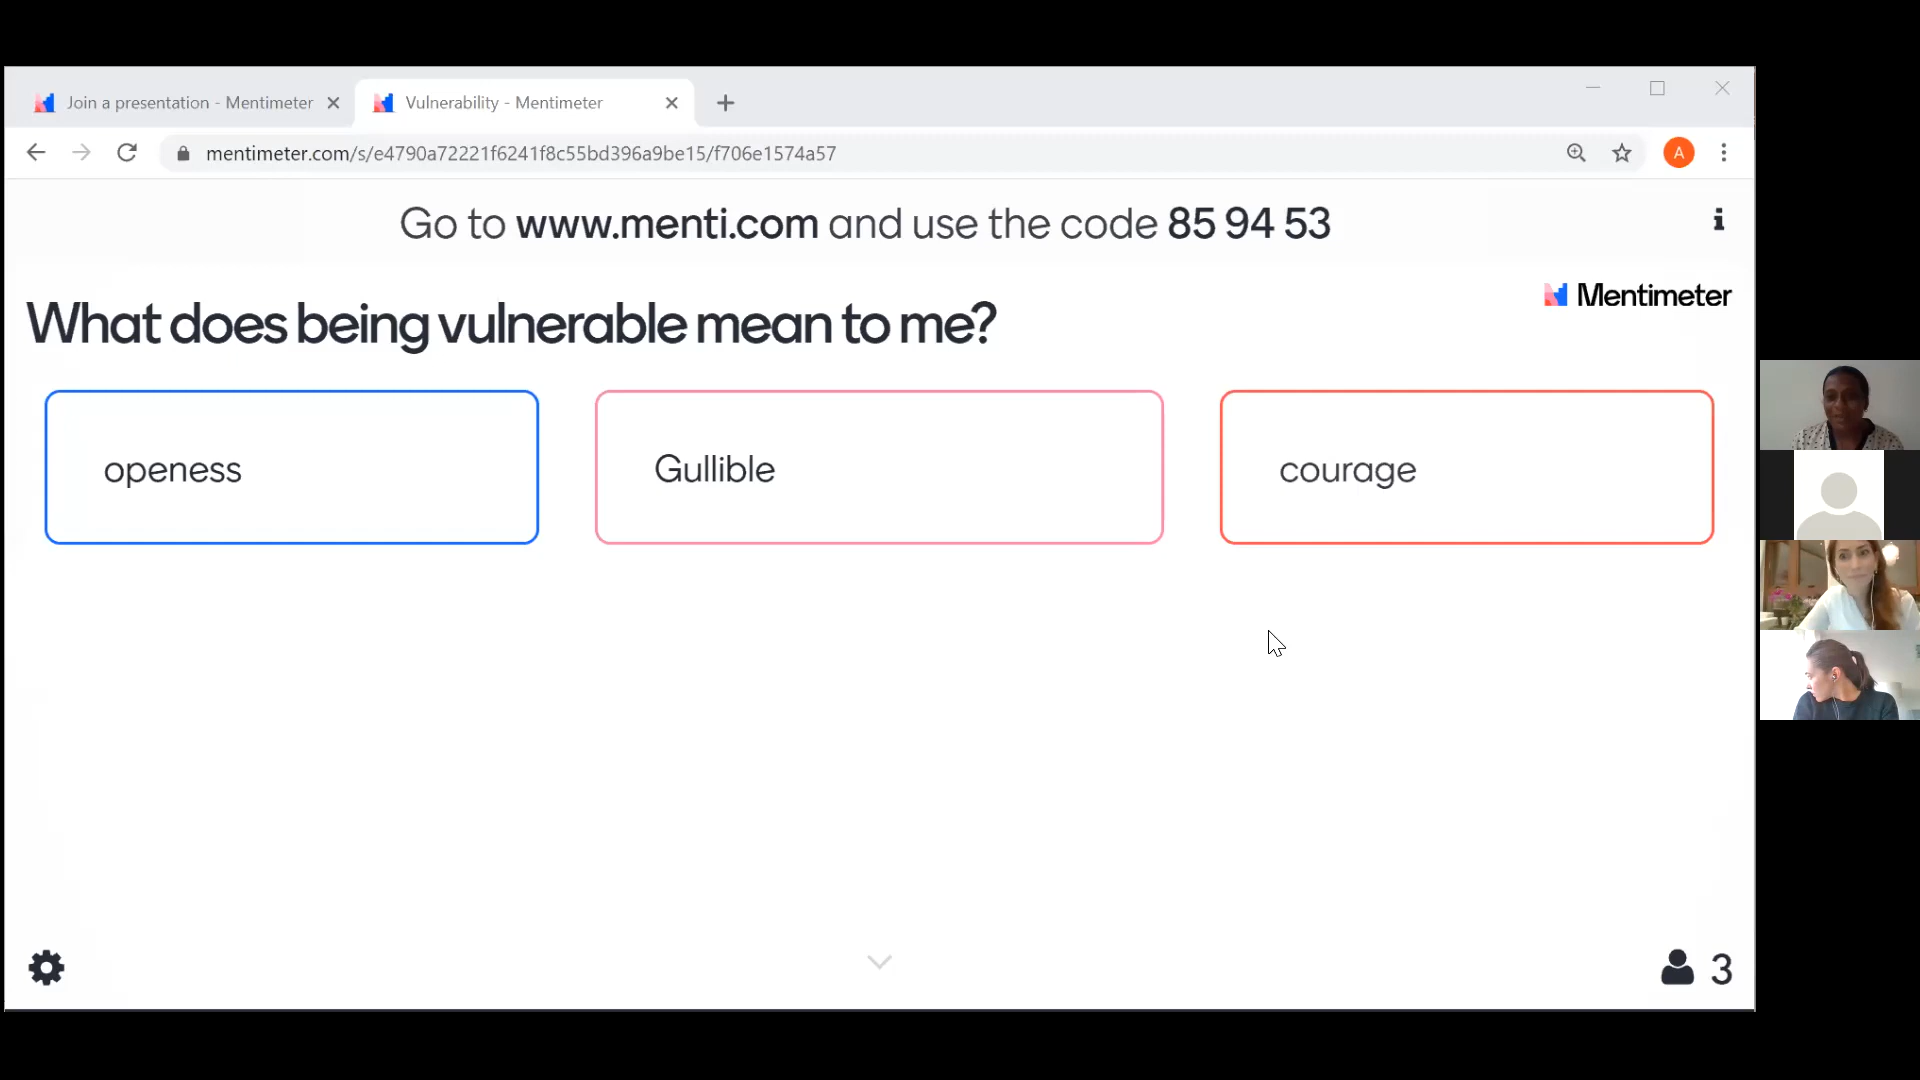 Join a presentation - Mentimeter
Vulnerability - Mentimeter
mentimeter.com/s/e4790a72221f6241f8c55bd396a9be15/f706e1574a57
A
Go to www.menti.com and use the code 85 94 53
Mentimeter
What does being vulnerable mean to me?
openess
Gullible
courage
3